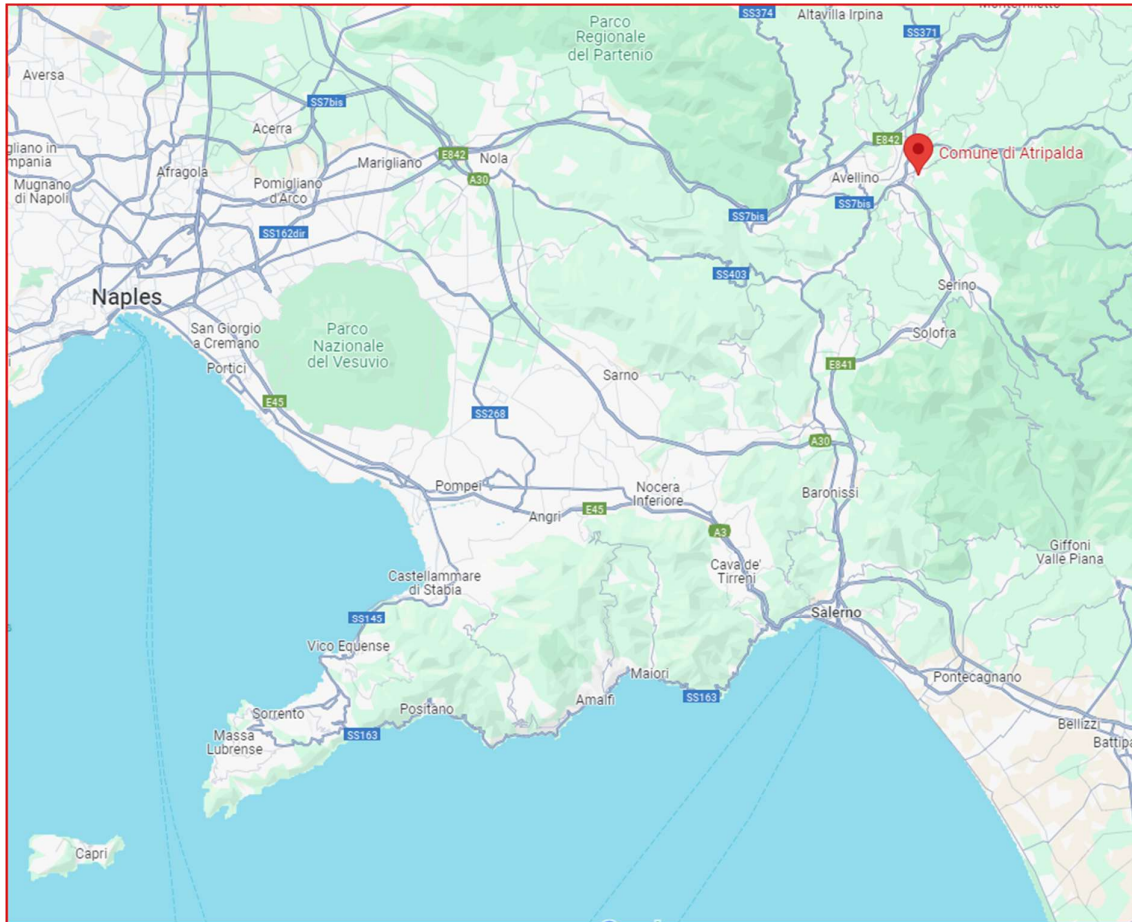 Parco
Regionale
del Partenio
SS374
Altavilla Irpina
SS371
Aversa
SS7bis
Acerra
E842
Nola
Marigliano
A30
Afragola
Pomigliano
d'Arco
Mugnano
di Napoli
SS162dir
E842
Comune di Atripalda
Avellino
SS7bis
SS7bis
SS403
Serino
Solofra
Naples
San Giorgio
a Cremano
Portici
Parco
Nazionale
del Vesuvio
Sarno
E841
E45
SS268
A30
Pompei
Nocera
Inferiore
Baronissi
Angri
E45
A3
Giffoni
Valle Piana
Cava de'
Tirreni
Castellammare
di Stabia
SS145
Salerno
Vico Equense
Maiori
Pontecagnano
Amalfi
SS163
Positano
Sorrento
SS163
Massa
Lubrense
Bellizzi
Battipa
Capri